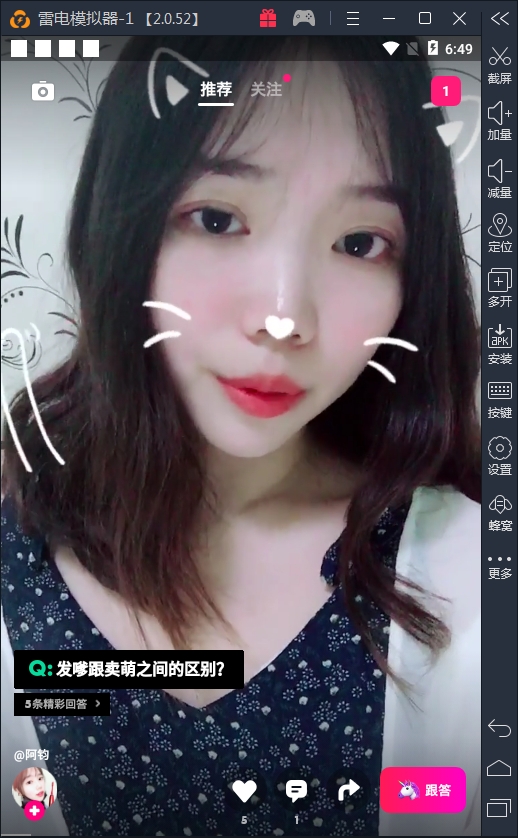 雷电模拟器-1 【2.0.52】
6:49
推荐 关注
1
截屏
加量
减量
定位
多开
APK
安装
按键
设置
蜂窝
更多
Q: 发嗲跟卖萌之间的区别?
5条精彩回答 >
@阿钧
5
1
跟答